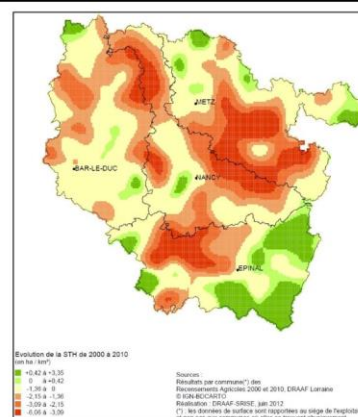 METZ
BAR-LE-DUC
NANCY
EPINAL
Evolution de la STH de 2000 à 2010
(en ha / km²)
+0,42 à +3,35
0 à +0,42
-1,36 à 0
-2,15 à -1,36
-3,09 à -2,15
-6,06 à -3,09
Sources :
Résultats par commune(*) des
Recensements Agricoles 2000 et 2010, DRAAF Lorraine
© IGN-BDCARTO
Réalisation : DRAAF-SRISE, juin 2012
(*) : les données de surface sont rapportées au siège de l'exploita